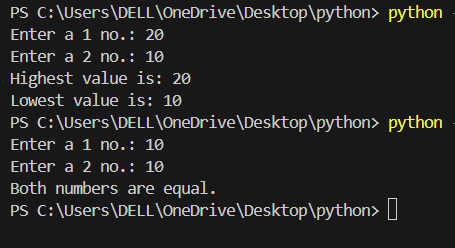 PS C:\Users\DELL\OneDrive\Desktop\python> python
Enter a 1 no.: 20
Enter a 2 no.: 10
Highest value is: 20
Lowest value is: 10
PS C:\Users\DELL\OneDrive\Desktop\python> python
Enter a 1 no.: 10
Enter a 2 no.: 10
Both numbers are equal.
PS C:\Users\DELL\OneDrive\Desktop\python>